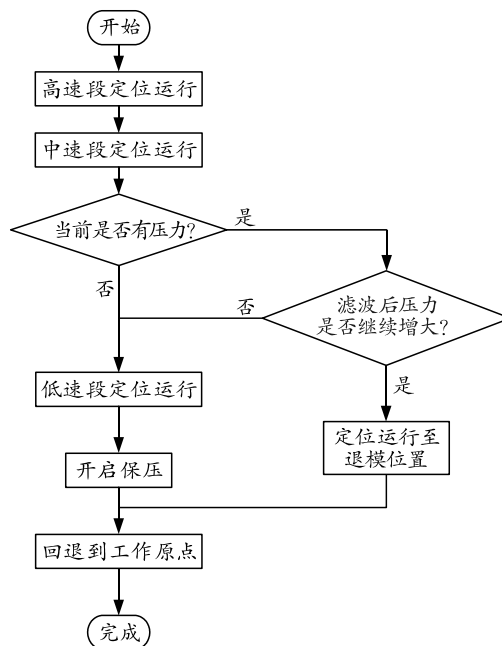 开始
高速段定位运行
中速段定位运行
当前是否有压力?
是
否
否
滤波后压力
是否继续增大?
是
低速段定位运行
定位运行至
退模位置
开启保压
回退到工作原点
完成